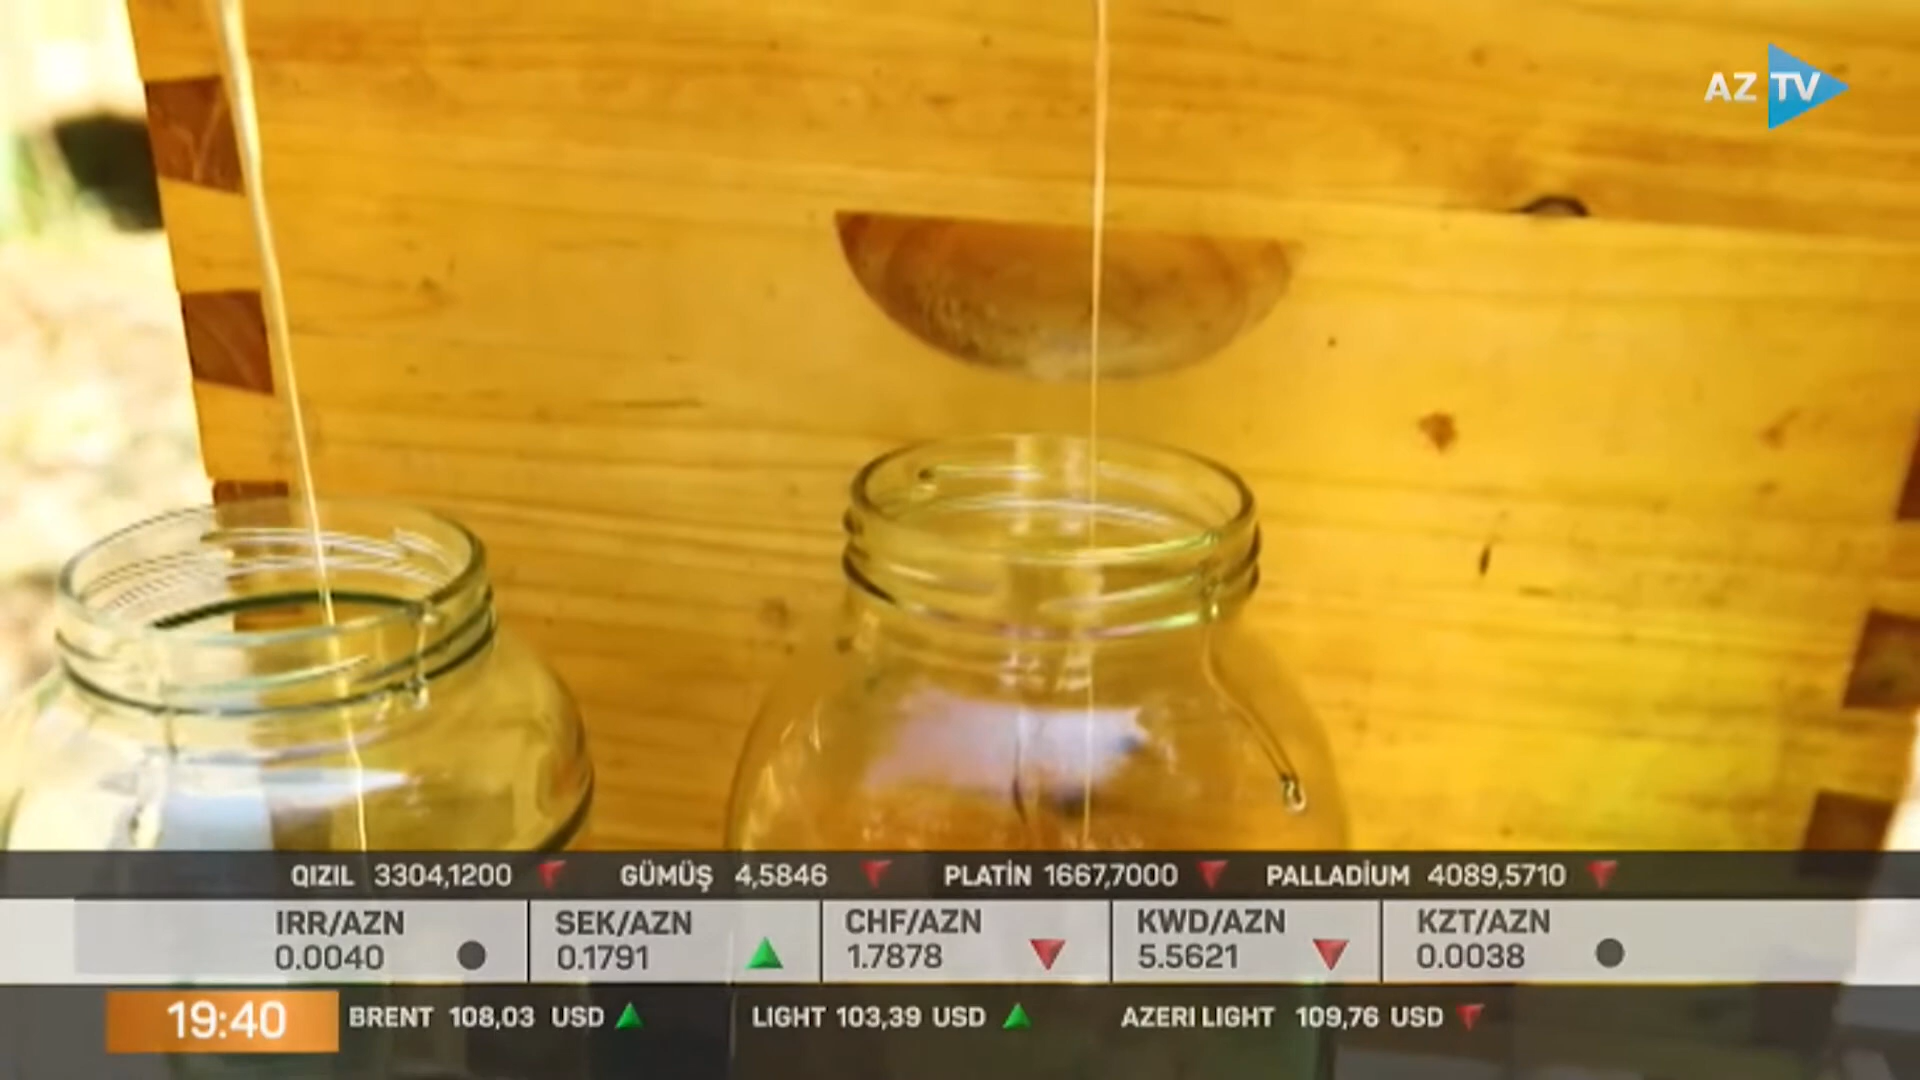 AZ TV
QIZIL 3304,1200 GÜMÜŞ 4,5846 PLATİN 1667,7000 PALLADİUM 4089,5710
IRR/AZN SEK/AZN CHF/AZN KWD/AZN KZT/AZN
0.0040 0.1791 1.7878 5.5621 0.0038
19:40 BRENT 108,03 USD LIGHT 103,39 USD AZERI LIGHT 109,76 USD